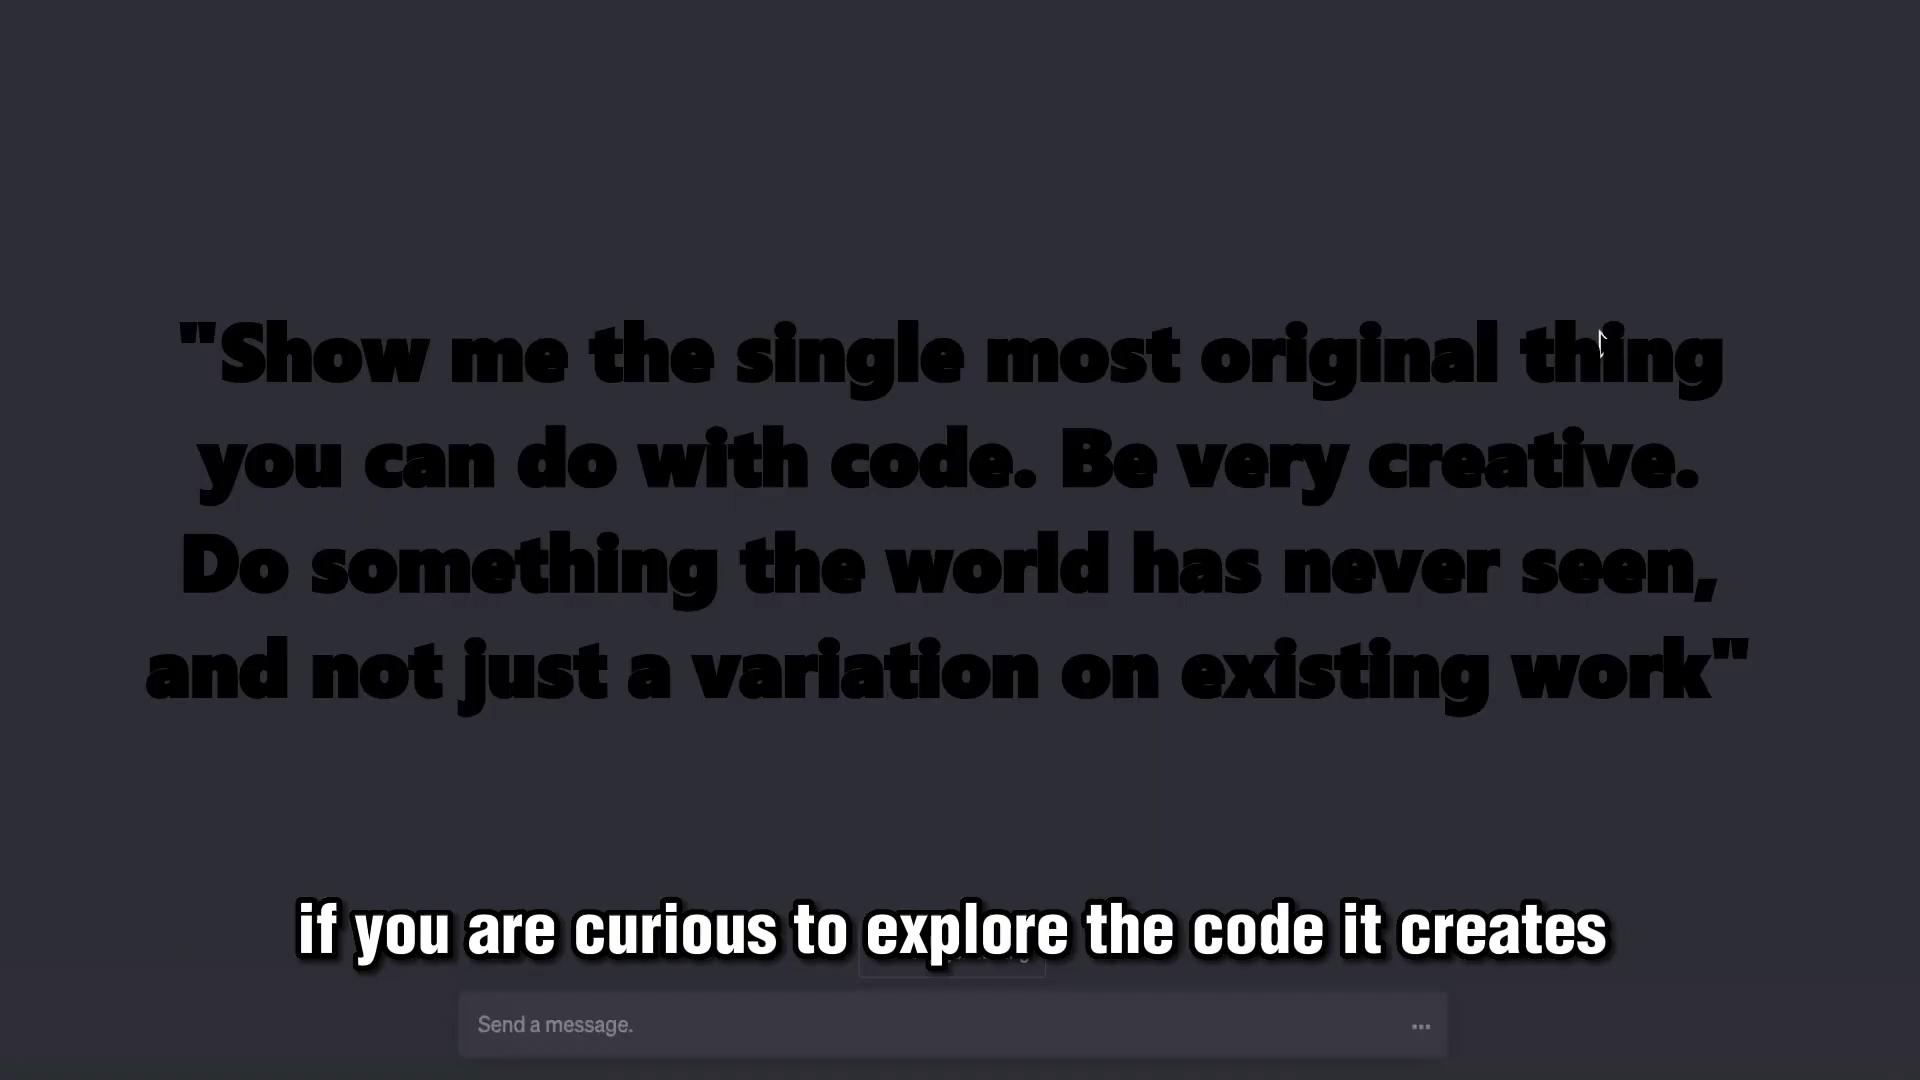 "Show me the single most original thing
you can do with code. Be very creative.
Do something the world has never seen,
and not just a variation on existing work"
if you are curious to explore the code it creates
Send a message.